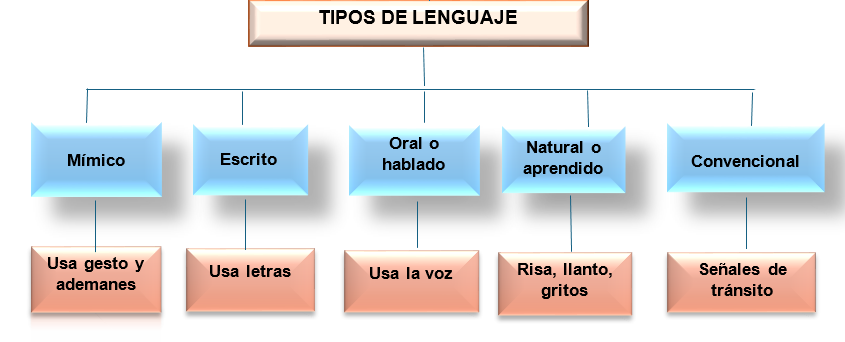 TIPOS DE LENGUAJE
Mímico
Escrito
Oral o
hablado
Natural o
aprendido
Convencional
Usa gesto y
ademanes
Usa letras
Usa la voz
Risa, llanto,
gritos
Señales de
tránsito